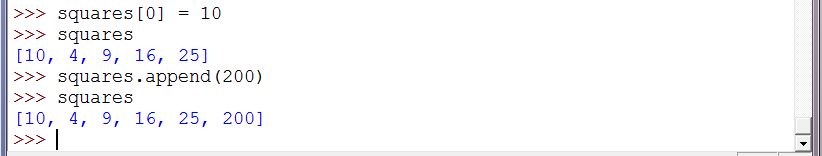 >>> squares[0] = 10
>>> squares
[10, 4, 9, 16, 25]
>>> squares.append(200)
>>> squares
[10, 4, 9, 16, 25, 200]
>>>